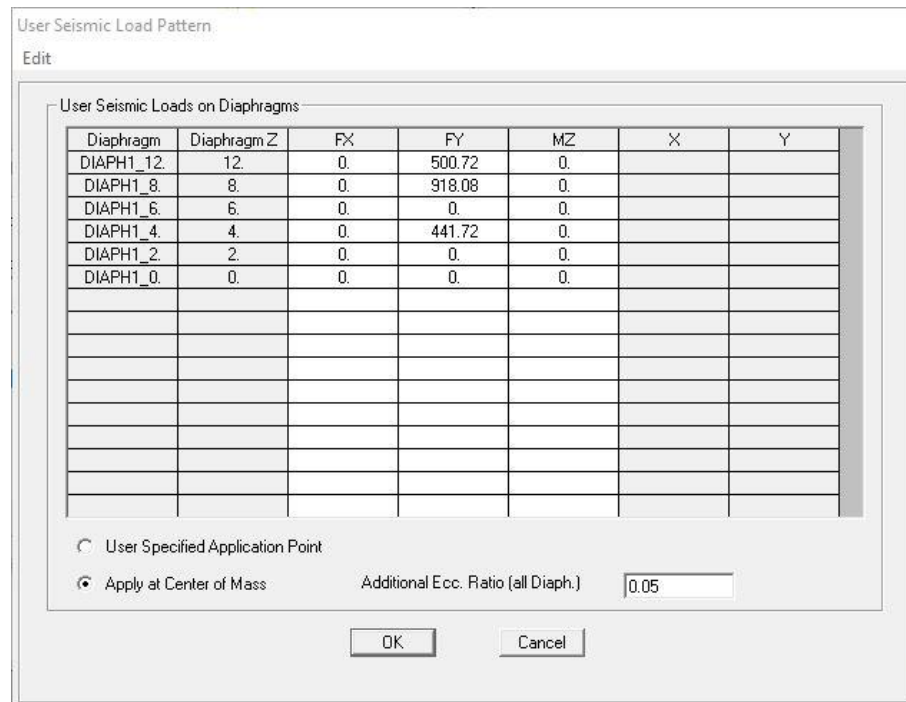 User Seismic Load Pattern
Edit
User Seismic Loads on Diaphragms
Diaphragm Diaphragm Z FX FY MZ X Y
DIAPH1_12. 12. 0. 500.72 0.
DIAPH1_8. 8. 0. 918.08 0.
DIAPH1_6. 6. 0. 0. 0.
DIAPH1_4. 4. 0. 441.72 0.
DIAPH1_2. 2. 0. 0. 0.
DIAPH1_0. 0. 0. 0. 0.
User Specified Application Point
Apply at Center of Mass Additional Ecc. Ratio (all Diaph.) 0.05
OK Cancel